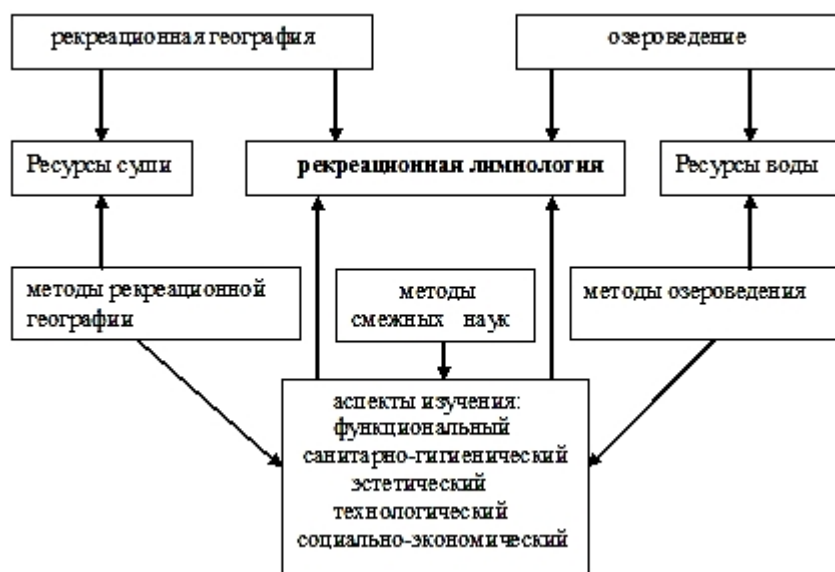 рекреационная география
озероведение
Ресурсы суши
рекреационная лимнология
Ресурсы воды
методы рекреационной
географии
методы
смежных наук
методы озероведения
аспекты изучения:
функциональный
санитарно-гигиенический
эстетический
технологический
социально-экономический